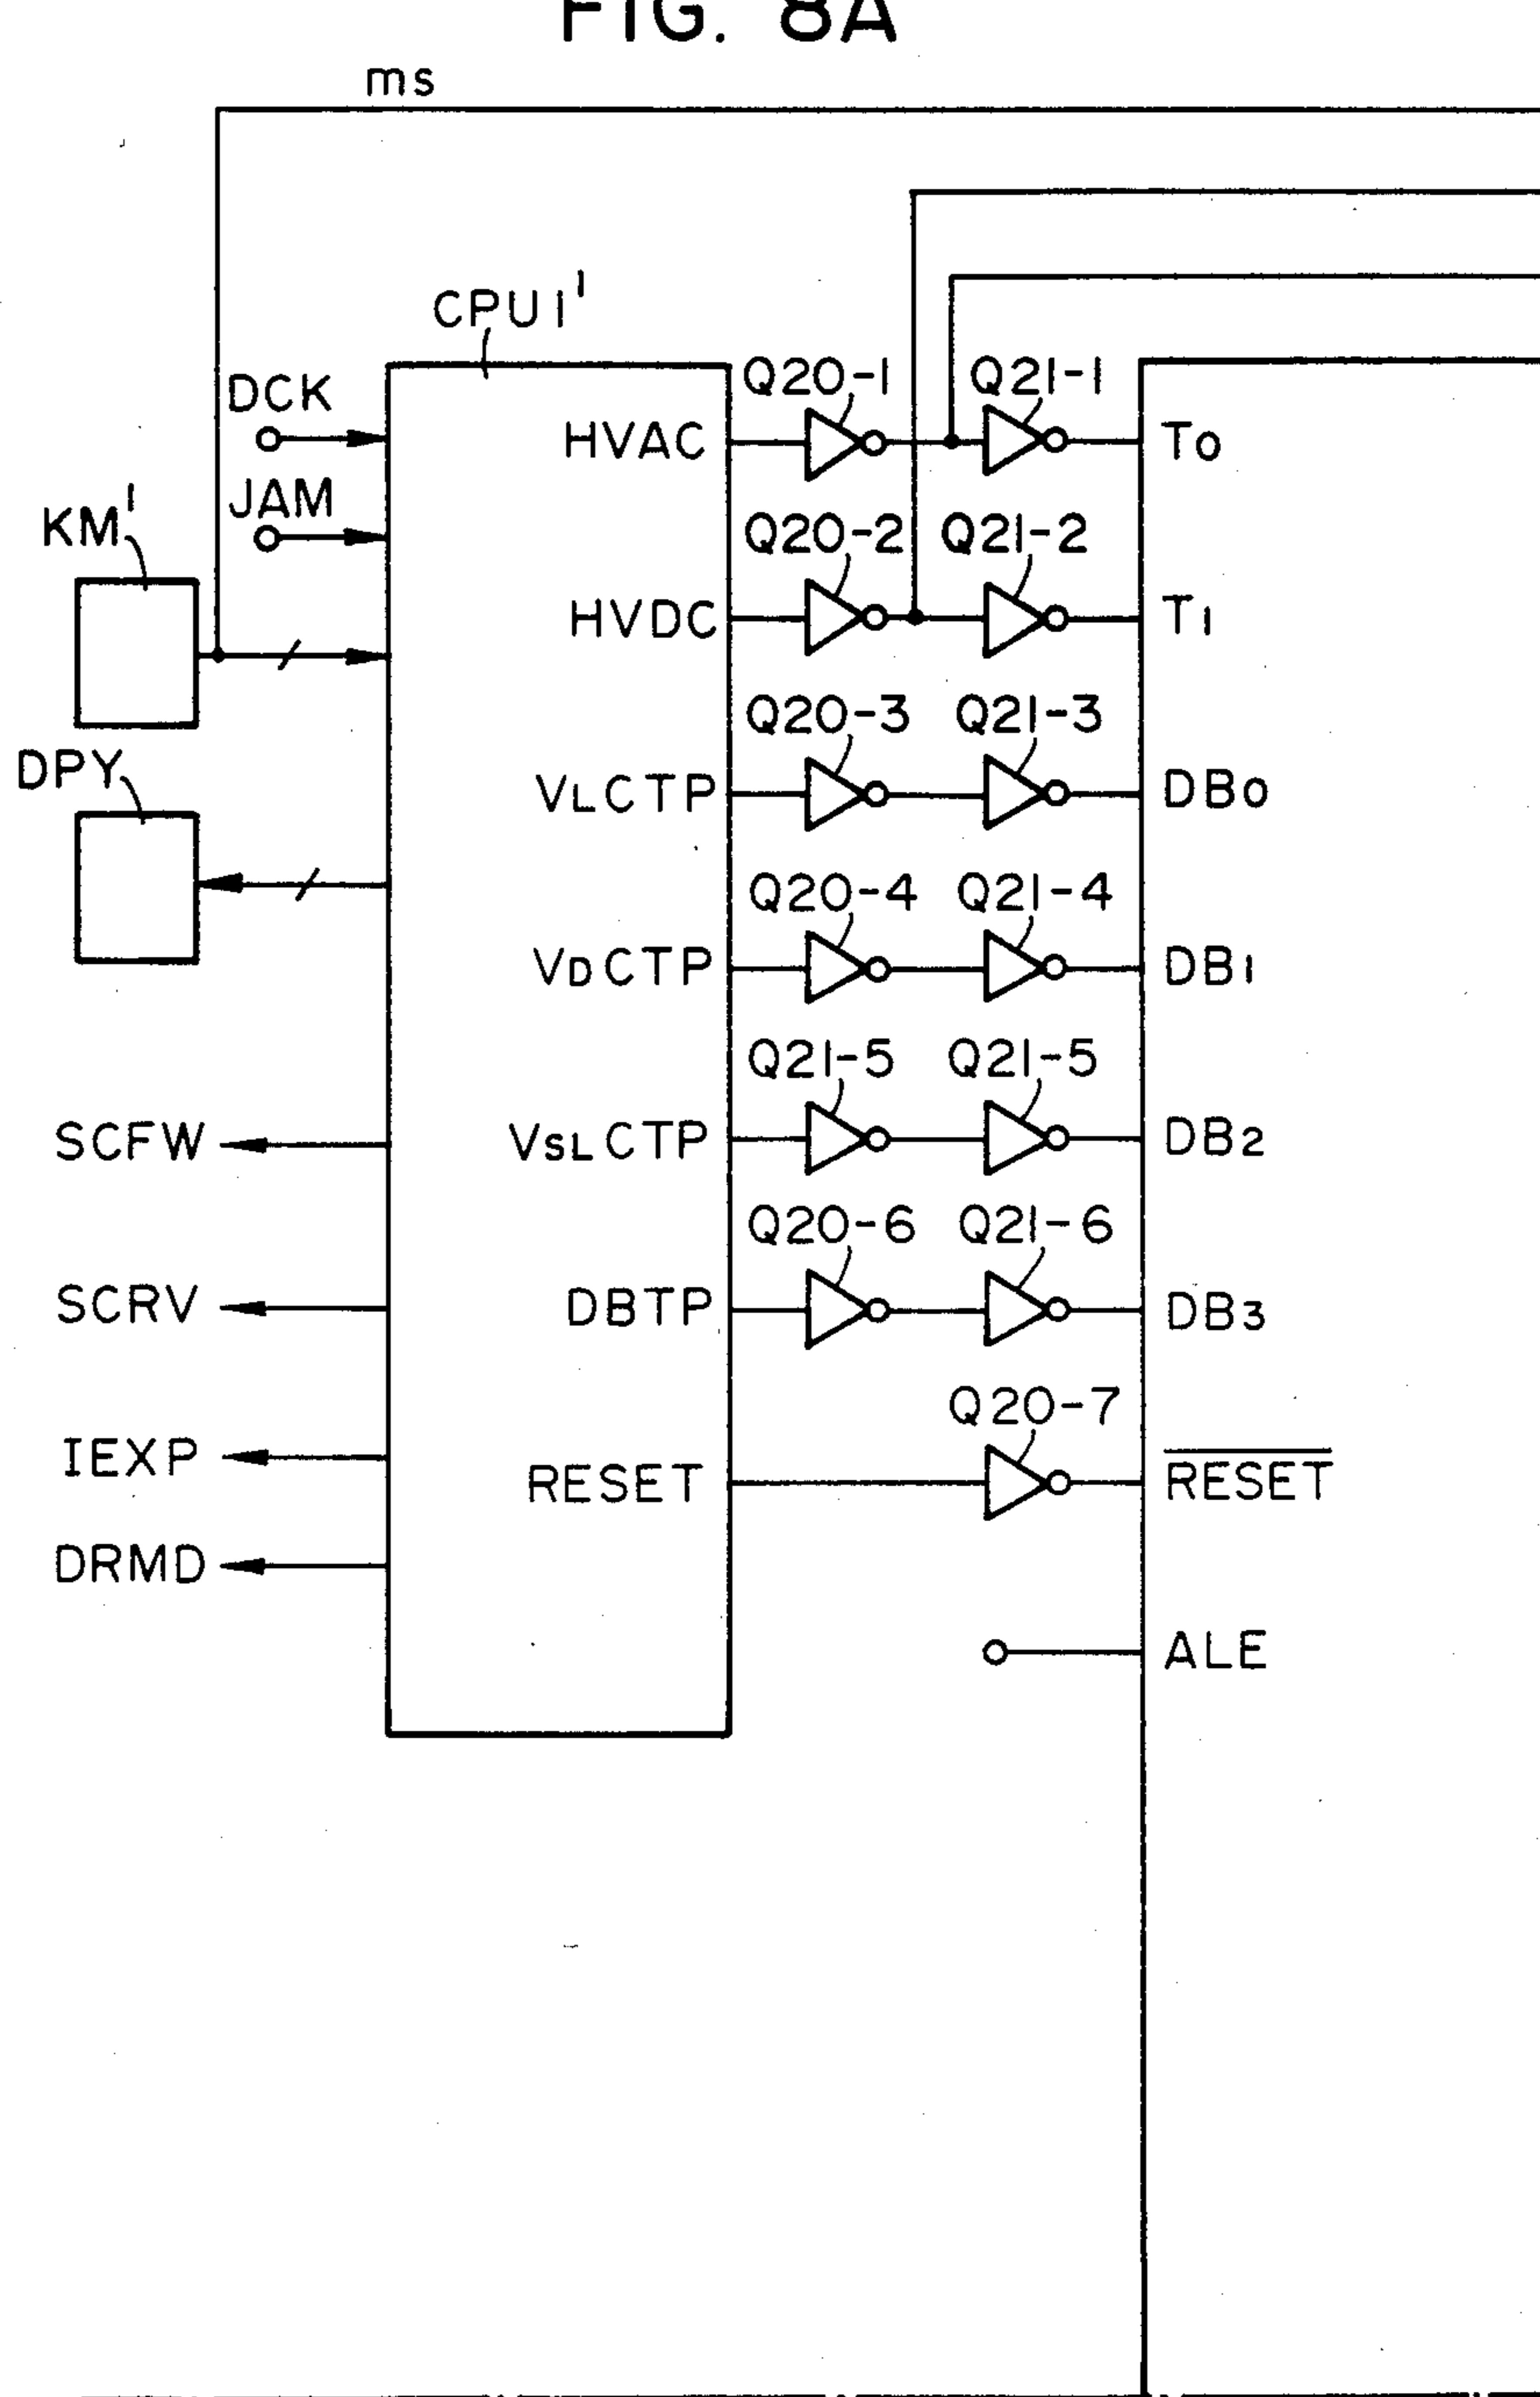 FIG. 8A
ms
CPU1'
DCK
Q20-1 Q21-1
HVAC
T0
JAM
KM'
Q20-2 Q21-2
HVDC
T1
Q20-3 Q21-3
DPY
VLCTP
DB0
Q20-4 Q21-4
VDCTP
DB1
Q21-5 Q21-5
SCFW
VSLCTP
DB2
Q20-6 Q21-6
SCRV
DBTP
DB3
Q20-7
IEXP
RESET
RESET
DRMD
ALE